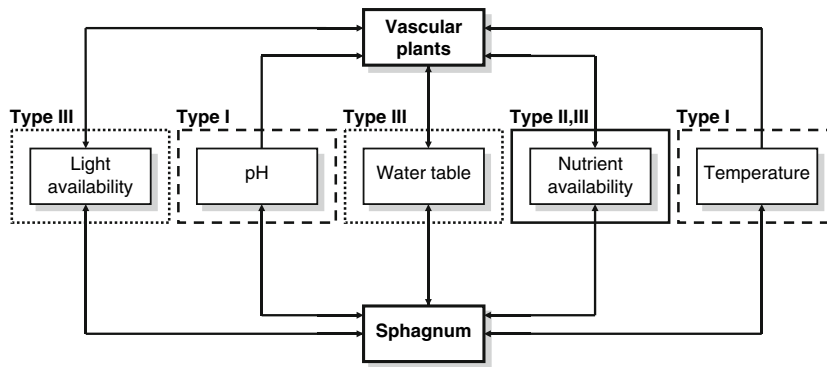 Vascular
plants
Type III
Type I
Type III
Type II,III
Type I
Light
availability
pH
Water table
Nutrient
availability
Temperature
Sphagnum